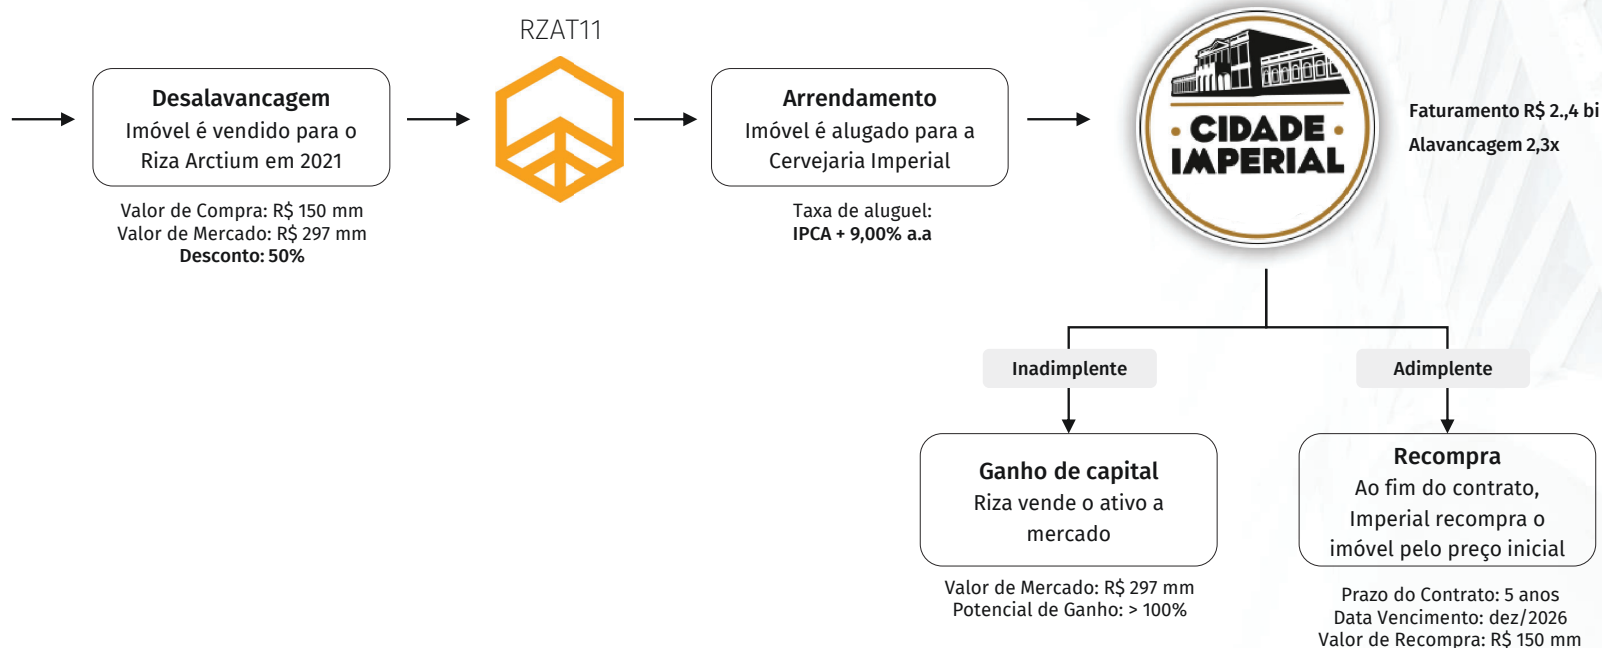 RZAT11
Desalavancagem
Imóvel é vendido para o
Riza Arctium em 2021
Valor de Compra: R$ 150 mm
Valor de Mercado: R$ 297 mm
Desconto: 50%
Arrendamento
Imóvel é alugado para a
Cervejaria Imperial
Taxa de aluguel:
IPCA + 9,00% a.a
• CIDADE •
IMPERIAL
Faturamento R$ 2.,4 bi
Alavancagem 2,3x
Inadimplente
Adimplente
Ganho de capital
Riza vende o ativo a
mercado
Valor de Mercado: R$ 297 mm
Potencial de Ganho: > 100%
Recompra
Ao fim do contrato,
Imperial recompra o
imóvel pelo preço inicial
Prazo do Contrato: 5 anos
Data Vencimento: dez/2026
Valor de Recompra: R$ 150 mm